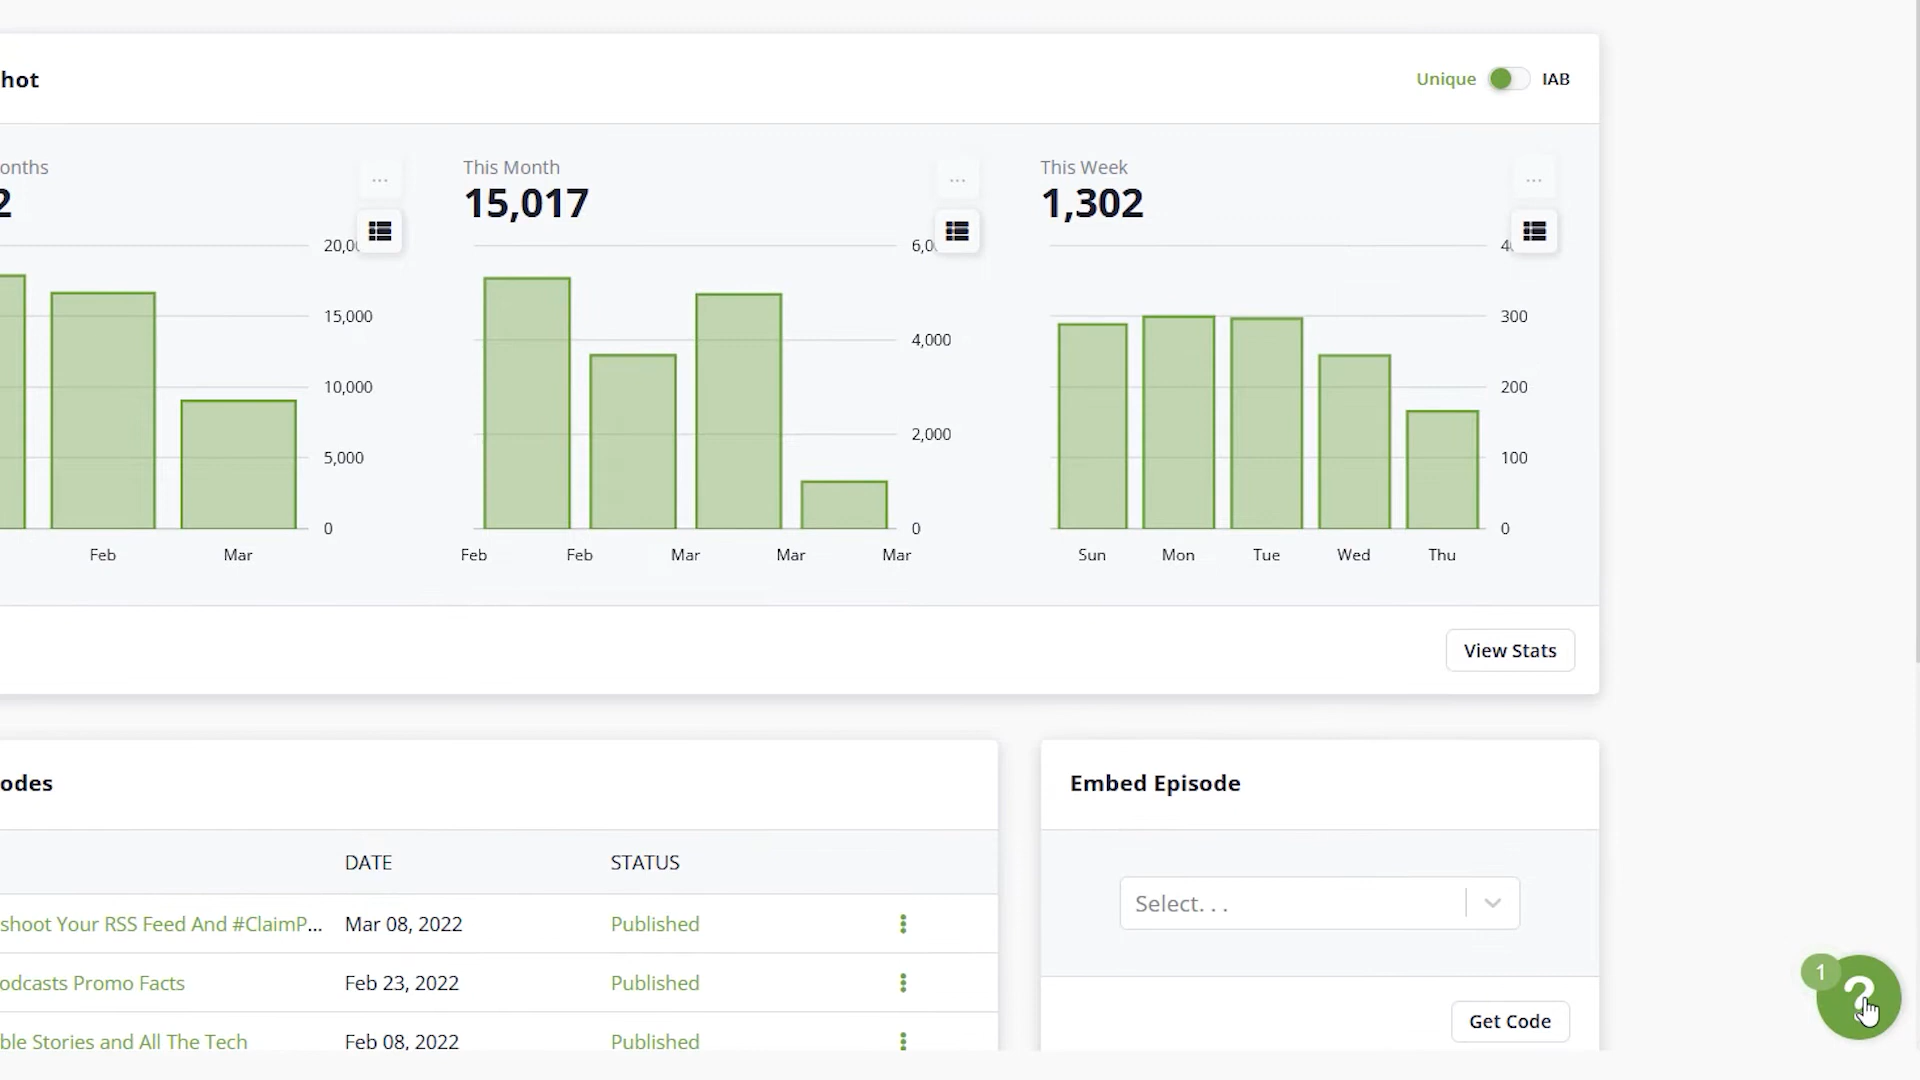 hot
Unique IAB
onths
2
20,0
15,000
10,000
5,000
0
Feb Mar
This Month
15,017
6,0
4,000
2,000
0
Feb Feb Mar Mar Mar
This Week
1,302
4
300
200
100
0
Sun Mon Tue Wed Thu
View Stats
odes
DATE STATUS
shoot Your RSS Feed And #ClaimP... Mar 08, 2022 Published
odcasts Promo Facts Feb 23, 2022 Published
ble Stories and All The Tech Feb 08, 2022 Published
Embed Episode
Select. . .
Get Code
1
?